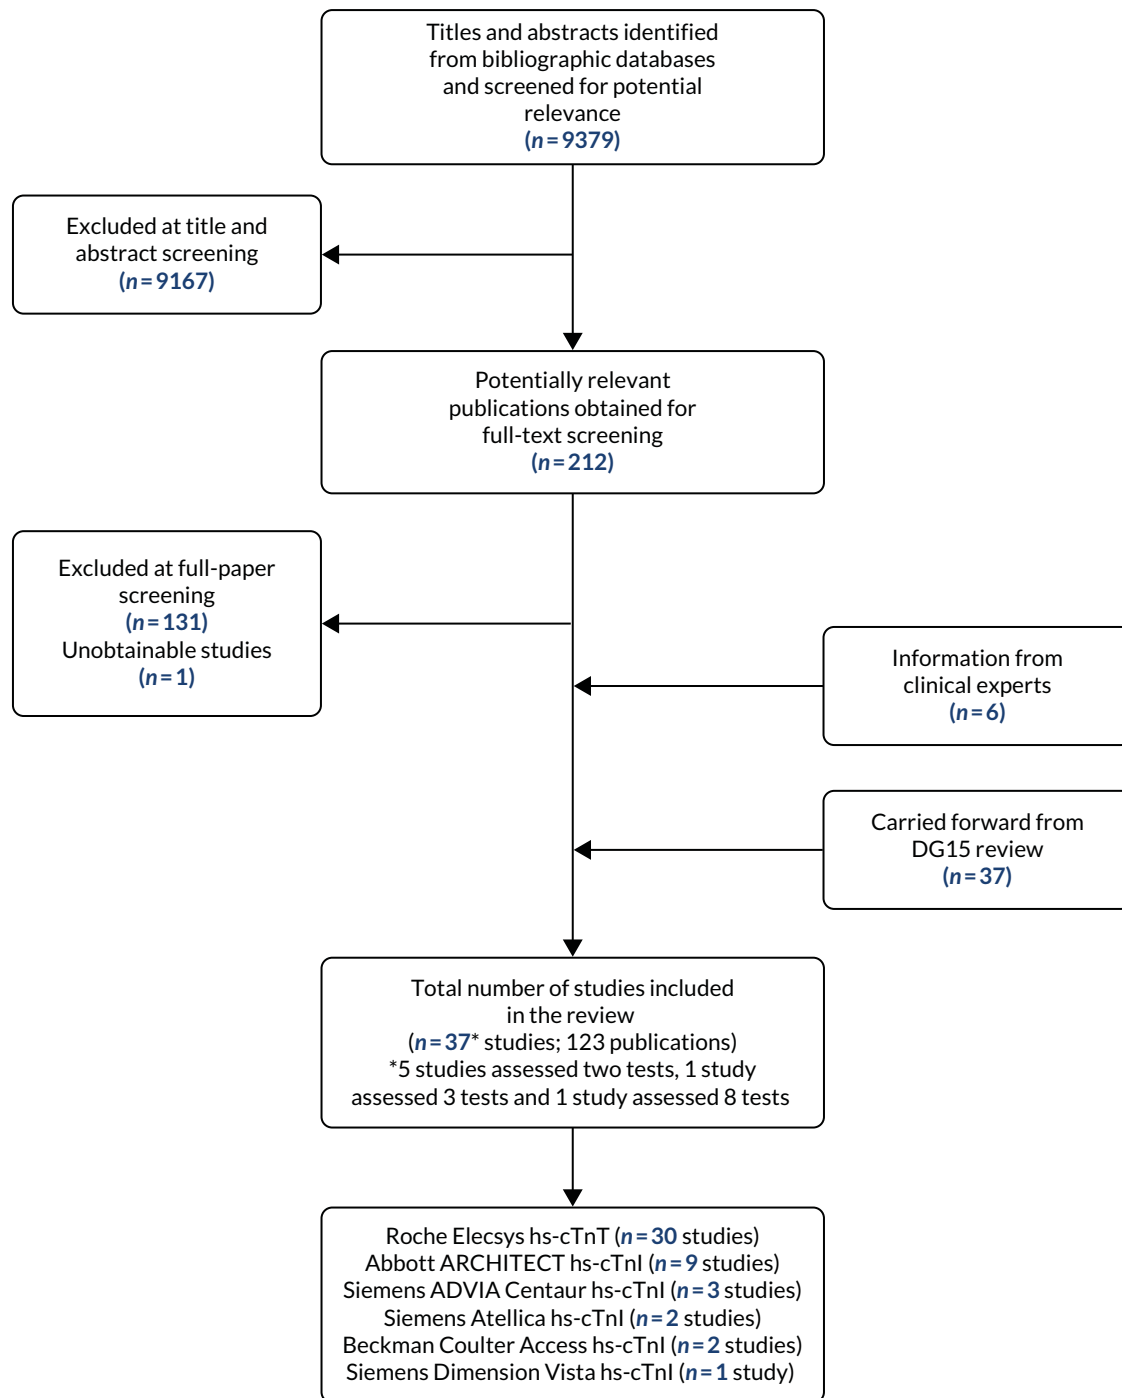 Titles and abstracts identified
from bibliographic databases
and screened for potential
relevance
(n=9379)
Excluded at title and
abstract screening
(n=9167)
Potentially relevant
publications obtained for
full-text screening
(n=212)
Excluded at full-paper
screening
(n=131)
Unobtainable studies
(n=1)
Information from
clinical experts
(n=6)
Carried forward from
DG15 review
(n=37)
Total number of studies included
in the review
(n=37* studies; 123 publications)
*5 studies assessed two tests, 1 study
assessed 3 tests and 1 study assessed 8 tests
Roche Elecsys hs-cTnT (n=30 studies)
Abbott ARCHITECT hs-cTnI (n=9 studies)
Siemens ADVIA Centaur hs-cTnI (n=3 studies)
Siemens Atellica hs-cTnI (n=2 studies)
Beckman Coulter Access hs-cTnI (n=2 studies)
Siemens Dimension Vista hs-cTnI (n=1 study)